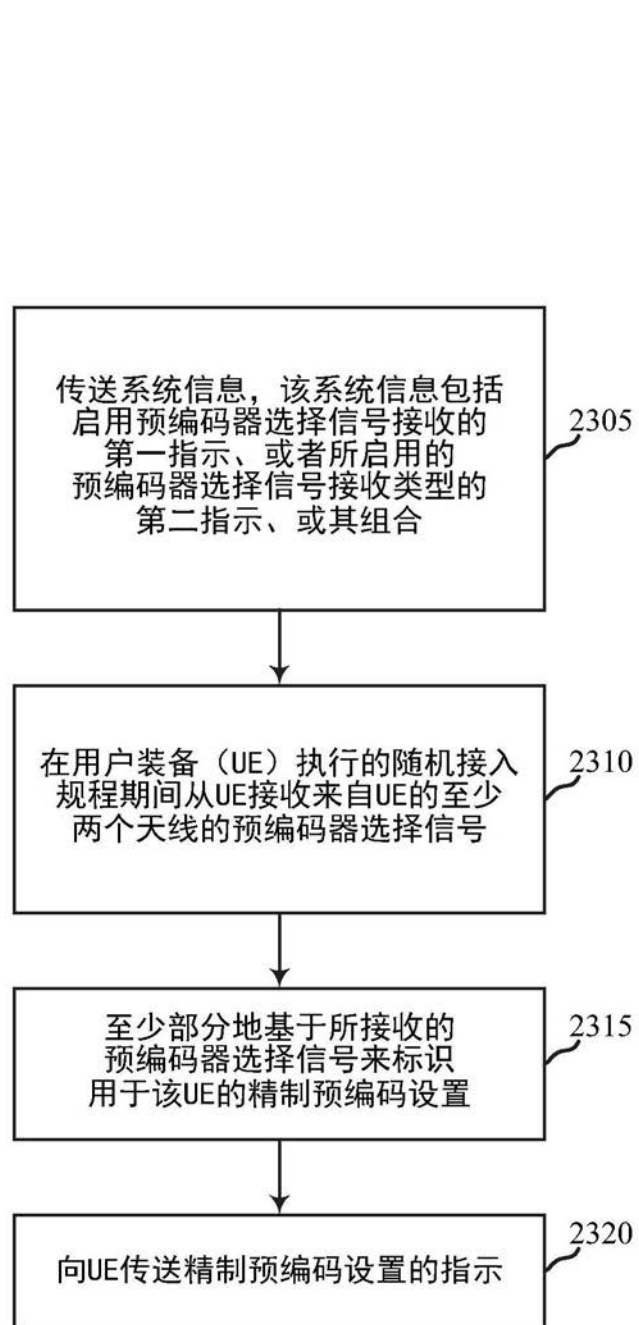 传送系统信息，该系统信息包括
启用预编码器选择信号接收的
第一指示、或者所启用的
预编码器选择信号接收类型的
第二指示、或其组合
2305
在用户装备（UE）执行的随机接入
规程期间从UE接收来自UE的至少
两个天线的预编码器选择信号
2310
至少部分地基于所接收的
预编码器选择信号来标识
用于该UE的精制预编码设置
2315
向UE传送精制预编码设置的指示
2320